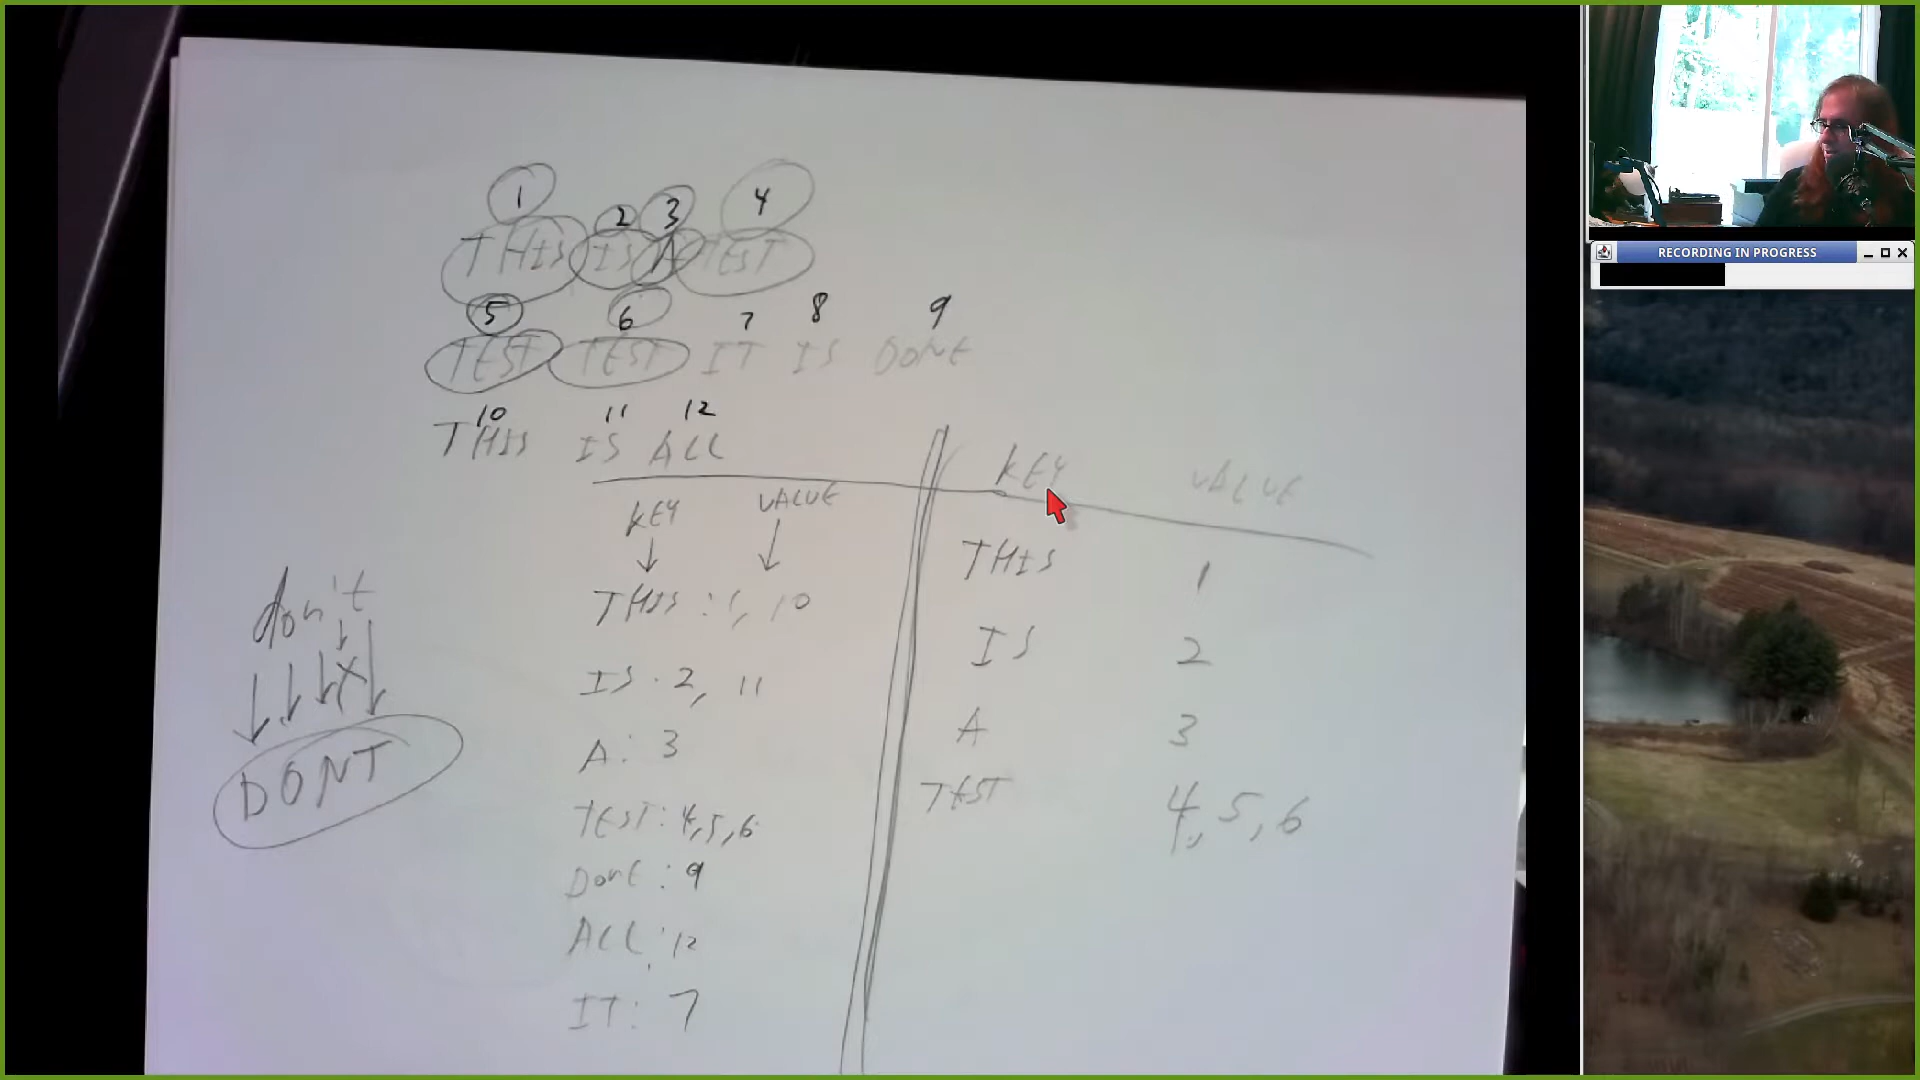 1 2 3 4
THIS IS A TEST
5 6 7 8 9
TEST TEST IT IS DONE
10 11 12
THIS IS ALL
KEY VALUE
THIS : 1, 10
IS . 2, 11
A : 3
TEST : 4, 5, 6
DONE : 9
ALL : 12
IT : 7
KEY VALUE
THIS 1
IS 2
A 3
TEST 4, 5, 6
don't
X
DONT
RECORDING IN PROGRESS